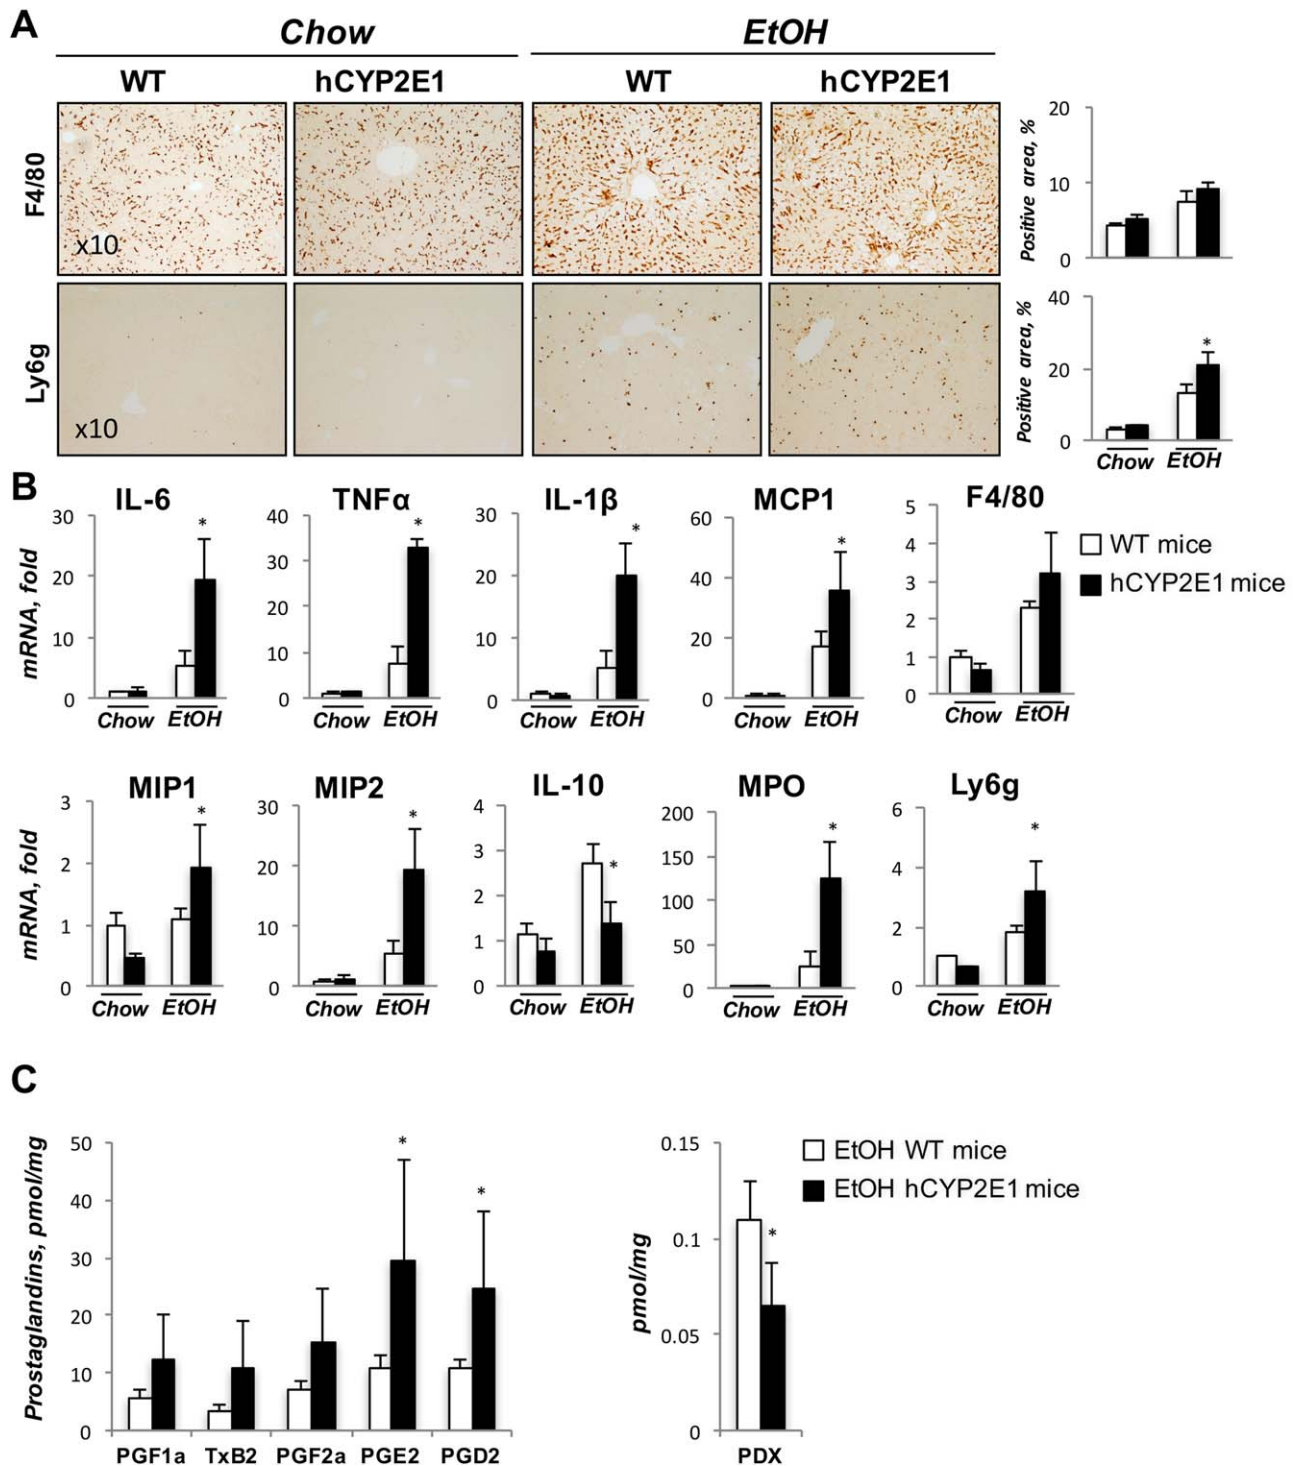 A
Chow EtOH
WT hCYP2E1 WT hCYP2E1
F4/80
x10
Positive area, %
20
10
0
Ly6g
x10
Positive area, %
40
20
0
*
Chow EtOH
B
IL-6 TNFα IL-1β MCP1 F4/80
mRNA, fold
30
20
10
0
*
Chow EtOH
40
30
20
10
0
*
Chow EtOH
30
20
10
0
*
Chow EtOH
60
40
20
0
*
Chow EtOH
5
4
3
2
1
0
Chow EtOH
WT mice
hCYP2E1 mice
MIP1 MIP2 IL-10 MPO Ly6g
mRNA, fold
3
2
1
0
*
Chow EtOH
30
20
10
0
*
Chow EtOH
4
3
2
1
0
*
Chow EtOH
200
150
100
50
0
*
Chow EtOH
6
4
2
0
*
Chow EtOH
C
Prostaglandins, pmol/mg
50
40
30
20
10
0
*
*
PGF1a TxB2 PGF2a PGE2 PGD2
pmol/mg
0.15
0.1
0.05
0
*
PDX
EtOH WT mice
EtOH hCYP2E1 mice